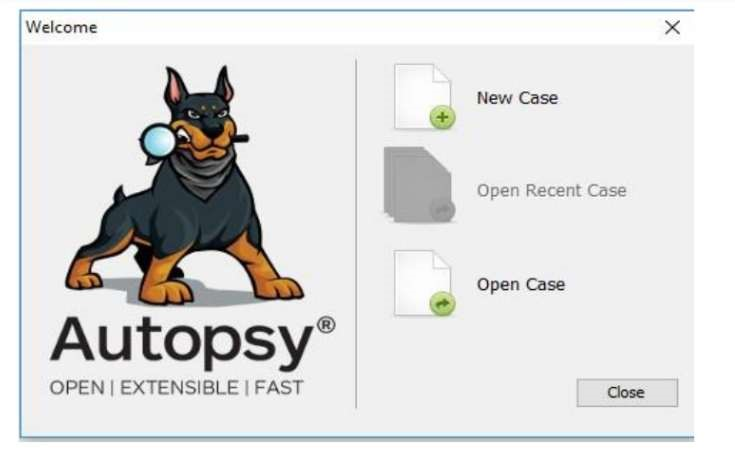 Welcome
New Case
Open Recent Case
Open Case
Autopsy®
OPEN | EXTENSIBLE | FAST
Close